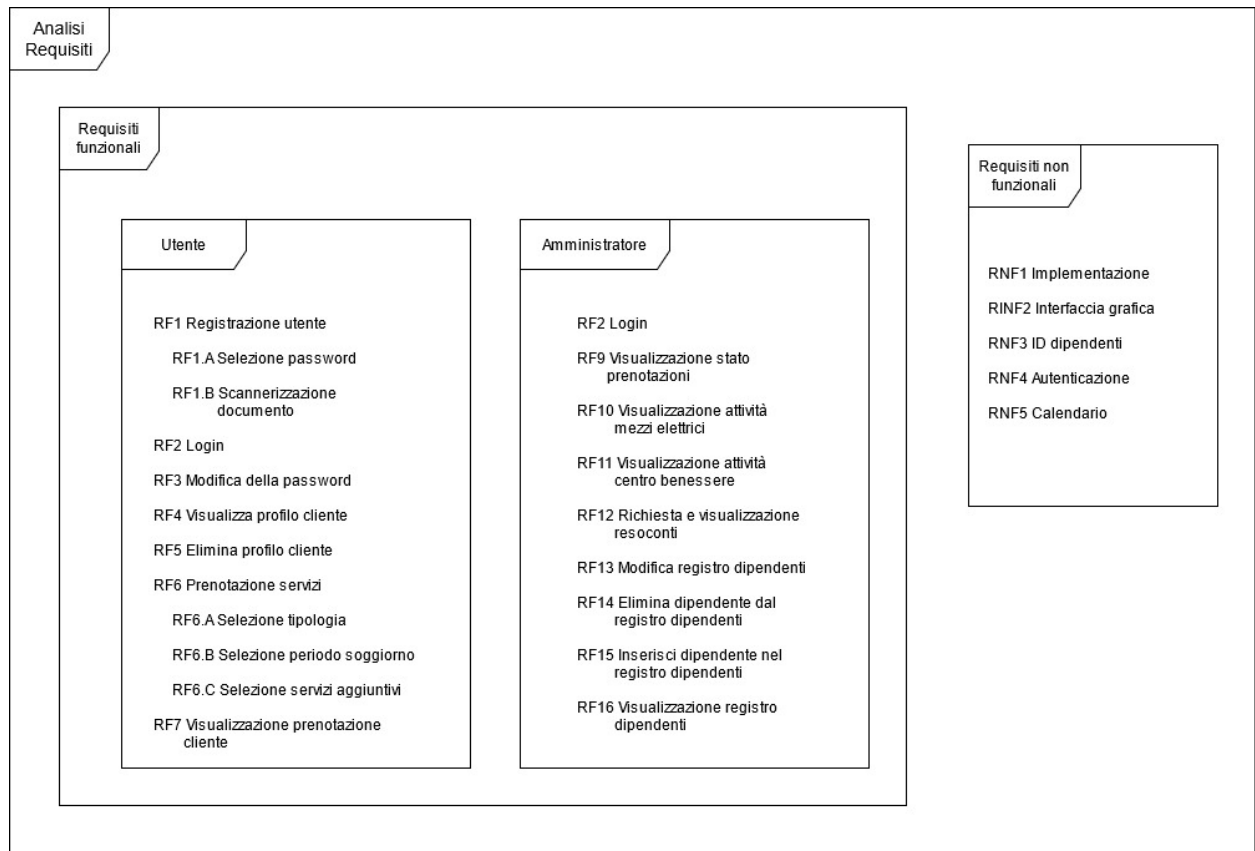 Analisi
Requisiti
Requisiti
funzionali
Utente
RF1 Registrazione utente
RF1.A Selezione password
RF1.B Scannerizzazione
documento
RF2 Login
RF3 Modifica della password
RF4 Visualizza profilo cliente
RF5 Elimina profilo cliente
RF6 Prenotazione servizi
RF6.A Selezione tipologia
RF6.B Selezione periodo soggiorno
RF6.C Selezione servizi aggiuntivi
RF7 Visualizzazione prenotazione
cliente
Amministratore
RF2 Login
RF9 Visualizzazione stato
prenotazioni
RF10 Visualizzazione attività
mezzi elettrici
RF11 Visualizzazione attività
centro benessere
RF12 Richiesta e visualizzazione
resoconti
RF13 Modifica registro dipendenti
RF14 Elimina dipendente dal
registro dipendenti
RF15 Inserisci dipendente nel
registro dipendenti
RF16 Visualizzazione registro
dipendenti
Requisiti non
funzionali
RNF1 Implementazione
RINF2 Interfaccia grafica
RNF3 ID dipendenti
RNF4 Autenticazione
RNF5 Calendario